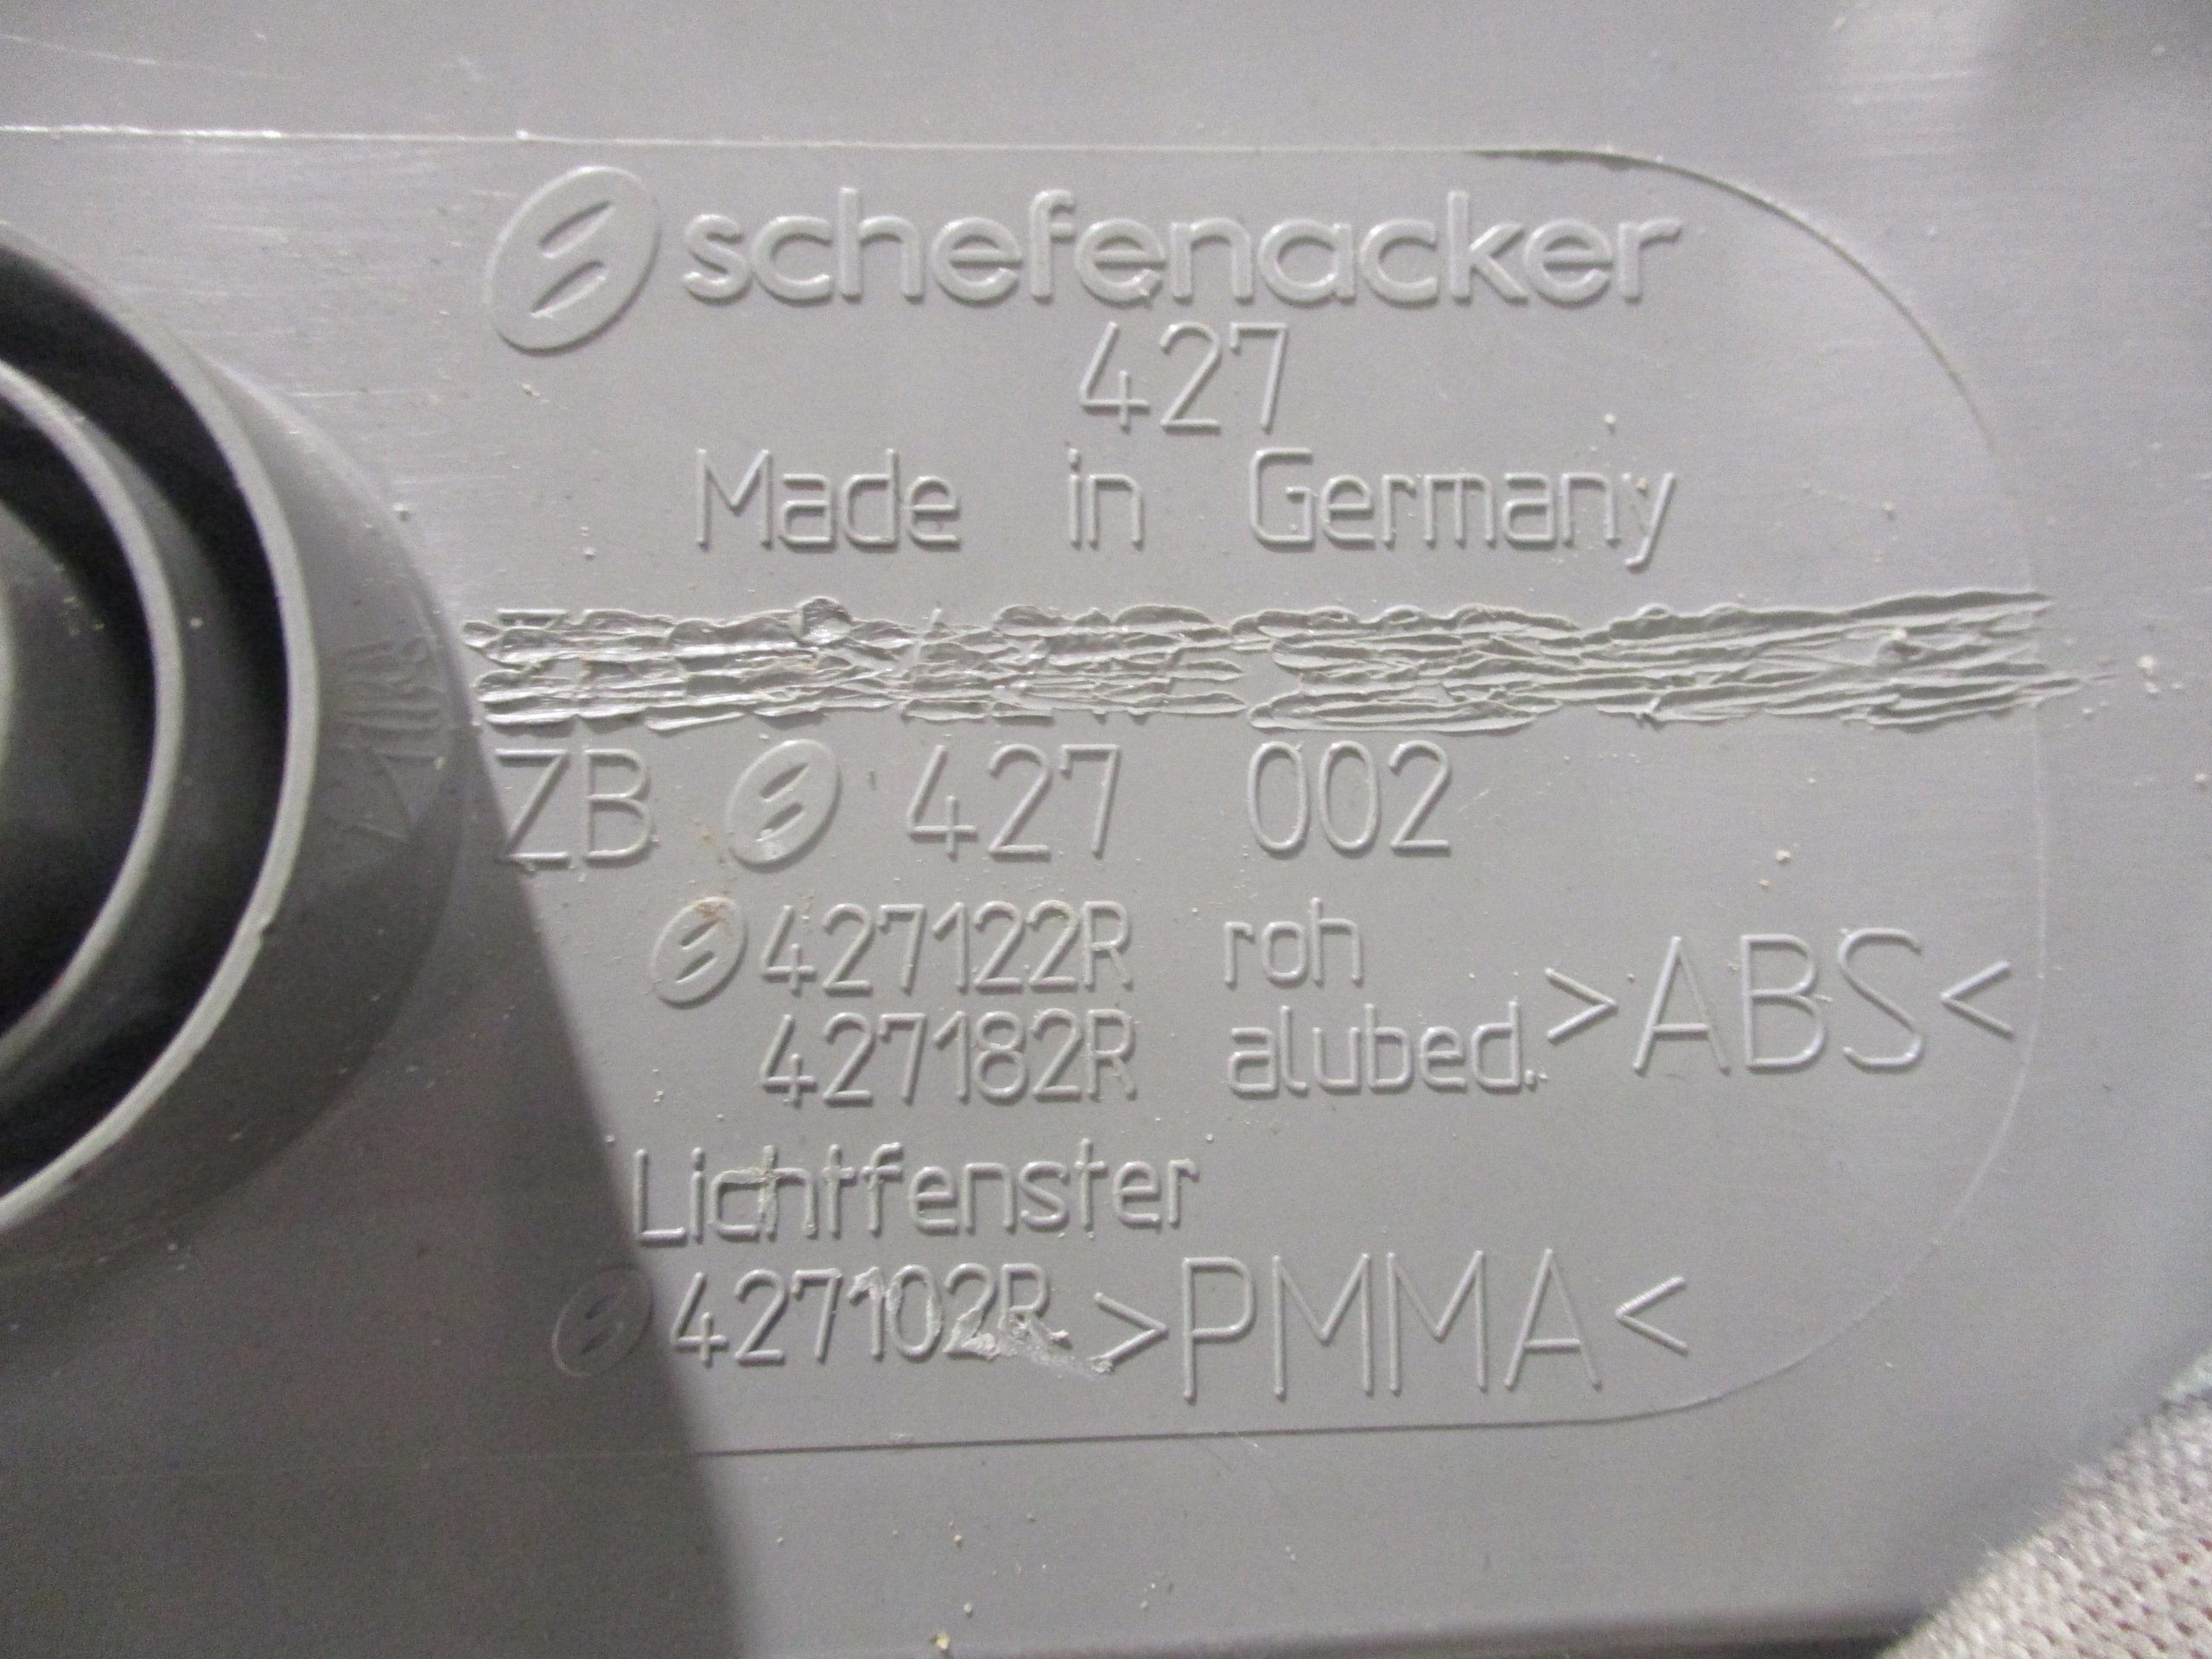 schefenacker
427
Made in Germany
ZB 427 002
427122R roh
427182R alubed. >ABS<
Lichtfenster
427102R >PMMA<